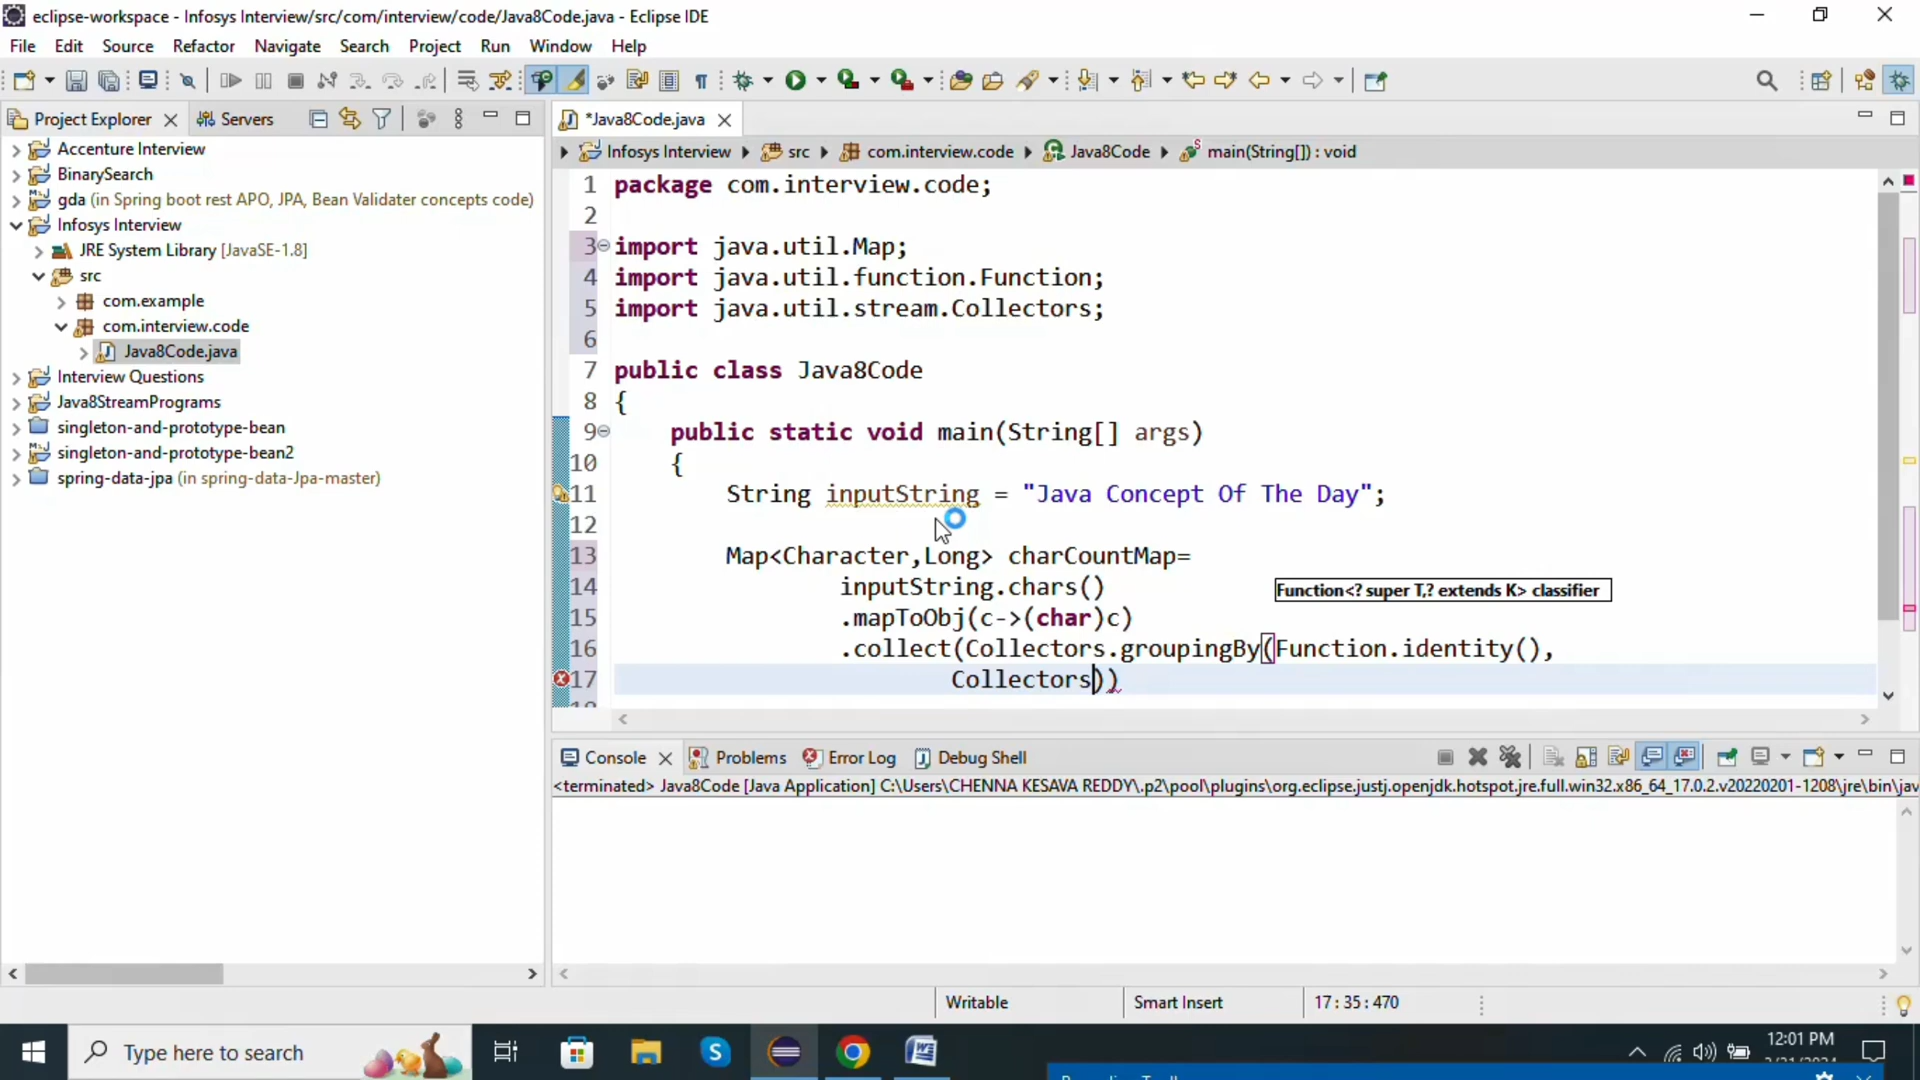 eclipse-workspace - Infosys Interview/src/com/interview/code/Java8Code.java - Eclipse IDE
File Edit Source Refactor Navigate Search Project Run Window Help
Project Explorer Servers
Accenture Interview
BinarySearch
gda (in Spring boot rest APO, JPA, Bean Validater concepts code)
Infosys Interview
JRE System Library [JavaSE-1.8]
src
com.example
com.interview.code
Java8Code.java
Interview Questions
Java8StreamPrograms
singleton-and-prototype-bean
singleton-and-prototype-bean2
spring-data-jpa (in spring-data-Jpa-master)
*Java8Code.java
Infosys Interview src com.interview.code Java8Code main(String[]) : void
1 package com.interview.code;
2
3 import java.util.Map;
4 import java.util.function.Function;
5 import java.util.stream.Collectors;
6
7 public class Java8Code
8 {
9 public static void main(String[] args)
10 {
11 String inputString = "Java Concept Of The Day";
12
13 Map<Character,Long> charCountMap=
14 inputString.chars()
Function<? super T,? extends K> classifier
15 .mapToObj(c->(char)c)
16 .collect(Collectors.groupingBy(Function.identity(),
17 Collectors))
Console Problems Error Log Debug Shell
<terminated> Java8Code [Java Application] C:\Users\CHENNA KESAVA REDDY\.p2\pool\plugins\org.eclipse.justj.openjdk.hotspot.jre.full.win32.x86_64_17.0.2.v20220201-1208\jre\bin\jav
Writable Smart Insert 17 : 35 : 470
Type here to search
12:01 PM